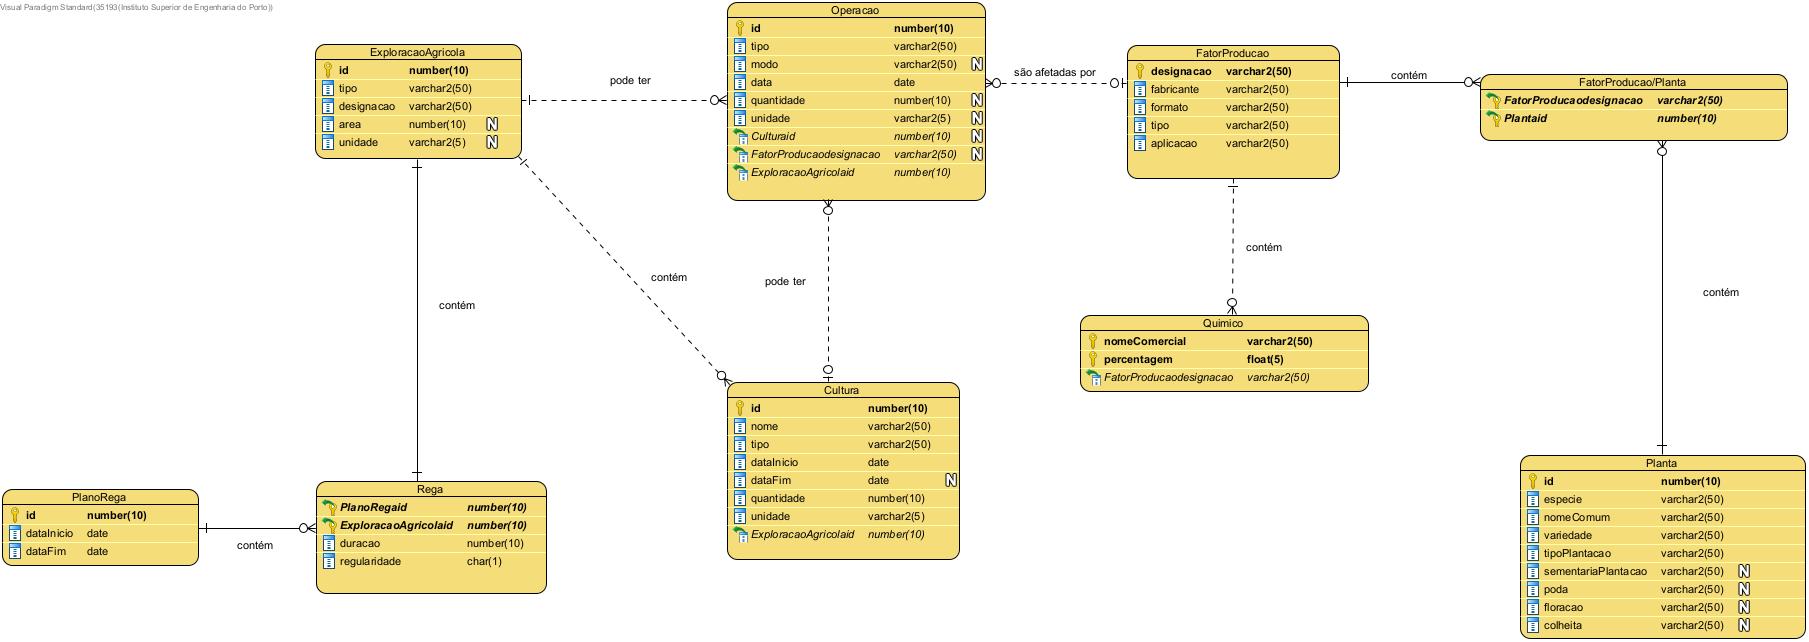 Visual Paradigm Standard(35193(Instituto Superior de Engenharia do Porto))
ExploracaoAgricola
id number(10)
tipo varchar2(50)
designacao varchar2(50)
area number(10) N
unidade varchar2(5) N
pode ter
Operacao
id number(10)
tipo varchar2(50)
modo varchar2(50) N
data date
quantidade number(10) N
unidade varchar2(5) N
Culturaid number(10) N
FatorProducaodesignacao varchar2(50) N
ExploracaoAgricolaid number(10)
são afetadas por
FatorProducao
designacao varchar2(50)
fabricante varchar2(50)
formato varchar2(50)
tipo varchar2(50)
aplicacao varchar2(50)
contém
FatorProducao/Planta
FatorProducaodesignacao varchar2(50)
Plantaid number(10)
contém
contém
pode ter
contém
contém
Quimico
nomeComercial varchar2(50)
percentagem float(5)
FatorProducaodesignacao varchar2(50)
Cultura
id number(10)
nome varchar2(50)
tipo varchar2(50)
dataInicio date
dataFim date N
quantidade number(10)
unidade varchar2(5)
ExploracaoAgricolaid number(10)
PlanoRega
id number(10)
dataInicio date
dataFim date
contém
Rega
PlanoRegaid number(10)
ExploracaoAgricolaid number(10)
duracao number(10)
regularidade char(1)
Planta
id number(10)
especie varchar2(50)
nomeComum varchar2(50)
variedade varchar2(50)
tipoPlantacao varchar2(50)
sementariaPlantacao varchar2(50) N
poda varchar2(50) N
floracao varchar2(50) N
colheita varchar2(50) N